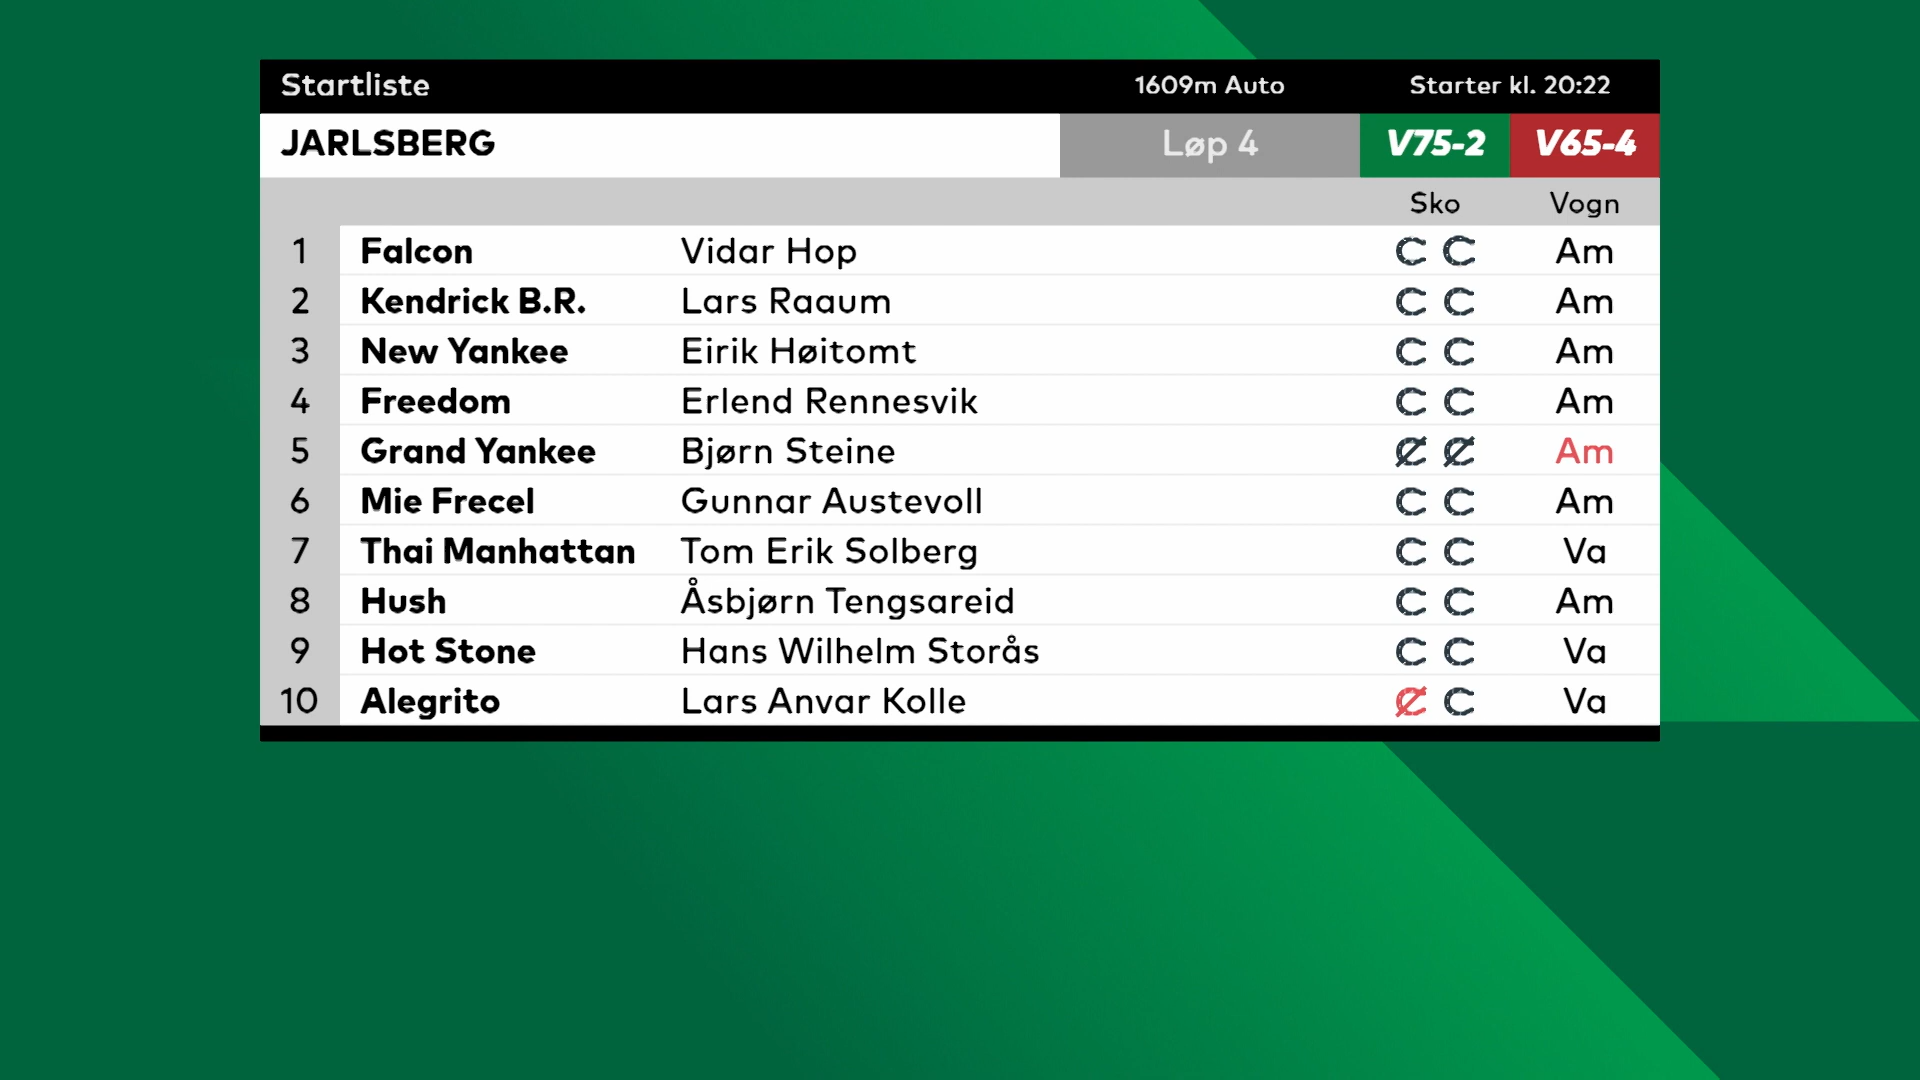 Startliste 1609m Auto Starter kl. 20:22
JARLSBERG Løp 4 V75-2 V65-4
Sko Vogn
1 Falcon Vidar Hop Am
2 Kendrick B.R. Lars Raaum Am
3 New Yankee Eirik Høitomt Am
4 Freedom Erlend Rennesvik Am
5 Grand Yankee Bjørn Steine Am
6 Mie Frecel Gunnar Austevoll Am
7 Thai Manhattan Tom Erik Solberg Va
8 Hush Åsbjørn Tengsareid Am
9 Hot Stone Hans Wilhelm Storås Va
10 Alegrito Lars Anvar Kolle Va